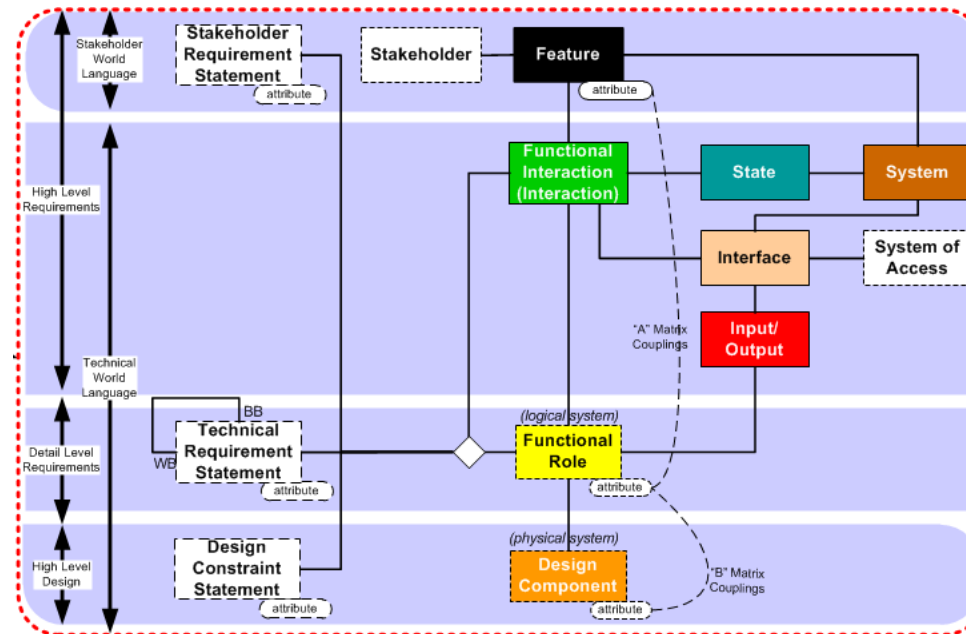 Stakeholder
World
Language
Stakeholder
Requirement
Statement
attribute
Stakeholder
Feature
attribute
High Level
Requirements
Functional
Interaction
(Interaction)
State
System
Interface
System of
Access
"A" Matrix
Couplings
Input/
Output
Technical
World
Language
BB
WB
Detail Level
Requirements
Technical
Requirement
Statement
attribute
(logical system)
Functional
Role
attribute
High Level
Design
Design
Constraint
Statement
attribute
(physical system)
Design
Component
attribute
"B" Matrix
Couplings